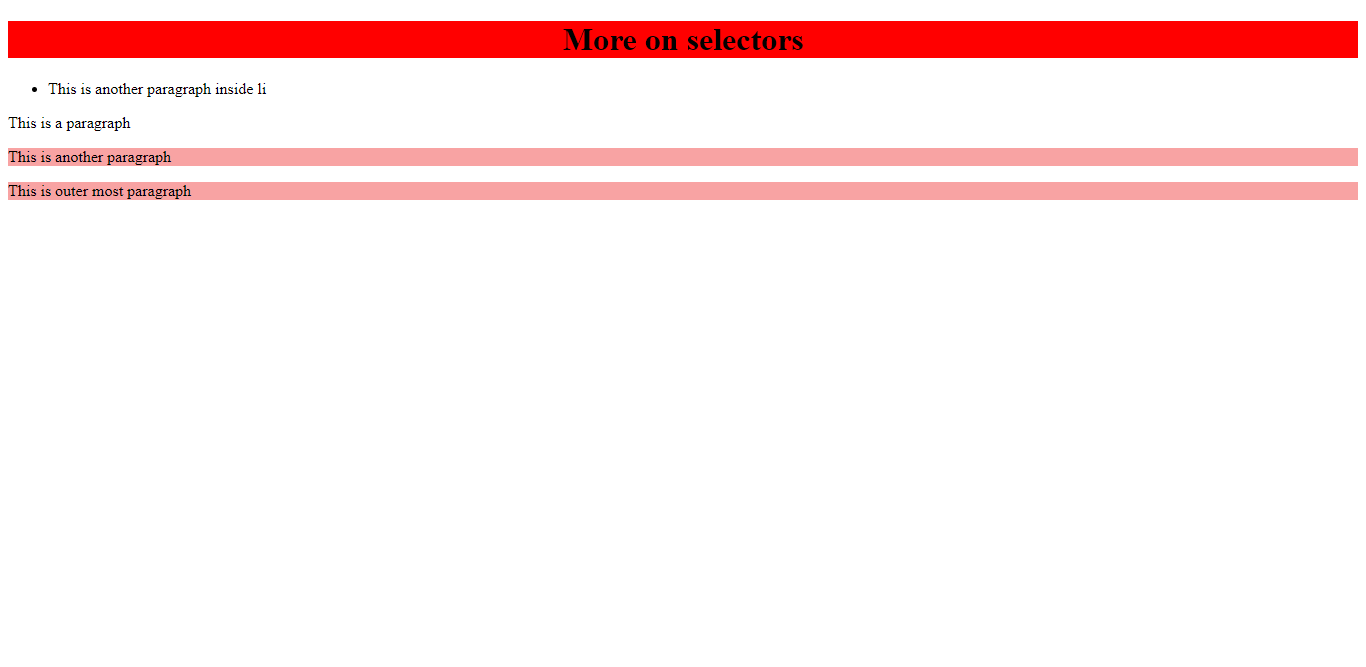 More on selectors
This is another paragraph inside li
This is a paragraph
This is another paragraph
This is outer most paragraph